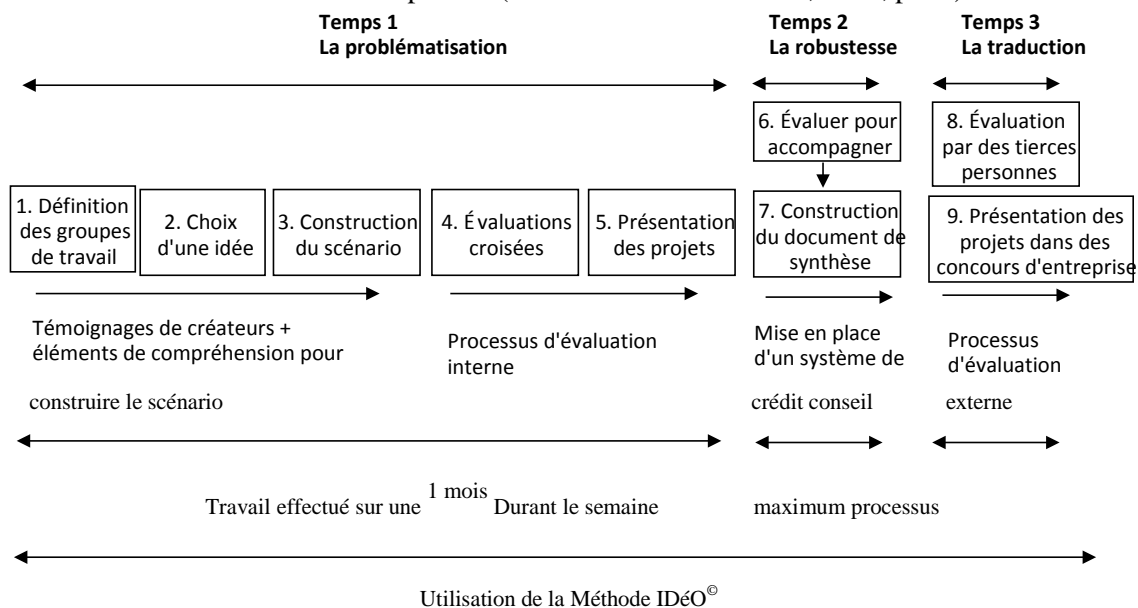 Temps 1
La problématisation
Temps 2
La robustesse
Temps 3
La traduction
6. Évaluer pour
accompagner
8. Évaluation
par des tierces
personnes
1. Définition
des groupes
de travail
2. Choix
d'une idée
3. Construction
du scénario
4. Évaluations
croisées
5. Présentation
des projets
7. Construction
du document de
synthèse
9. Présentation des
projets dans des
concours d'entreprise
Témoignages de créateurs +
éléments de compréhension pour
construire le scénario
Processus d'évaluation
interne
Mise en place
d'un système de
crédit conseil
Processus
d'évaluation
externe
Travail effectué sur une 1 mois Durant le semaine maximum processus
Utilisation de la Méthode IDéO©